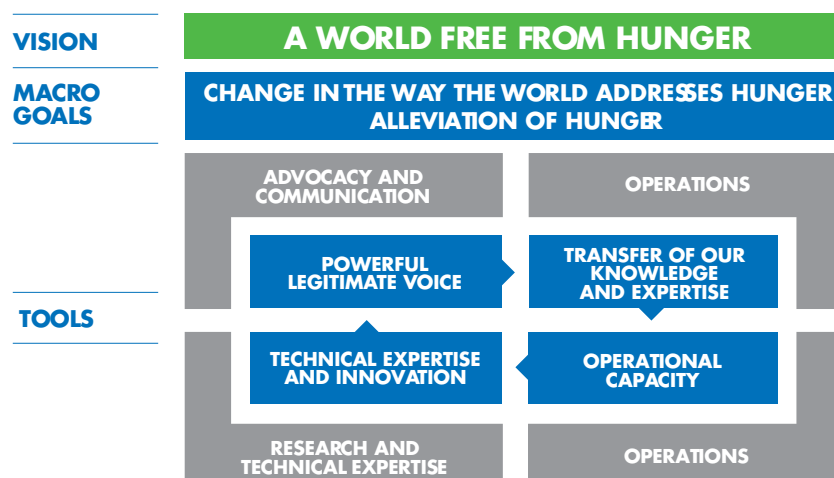 VISION
A WORLD FREE FROM HUNGER
MACRO
GOALS
CHANGE IN THE WAY THE WORLD ADDRESSES HUNGER
ALLEVIATION OF HUNGER
ADVOCACY AND
COMMUNICATION
OPERATIONS
POWERFUL
LEGITIMATE VOICE
TRANSFER OF OUR
KNOWLEDGE
AND EXPERTISE
TOOLS
TECHNICAL EXPERTISE
AND INNOVATION
OPERATIONAL
CAPACITY
RESEARCH AND
TECHNICAL EXPERTISE
OPERATIONS